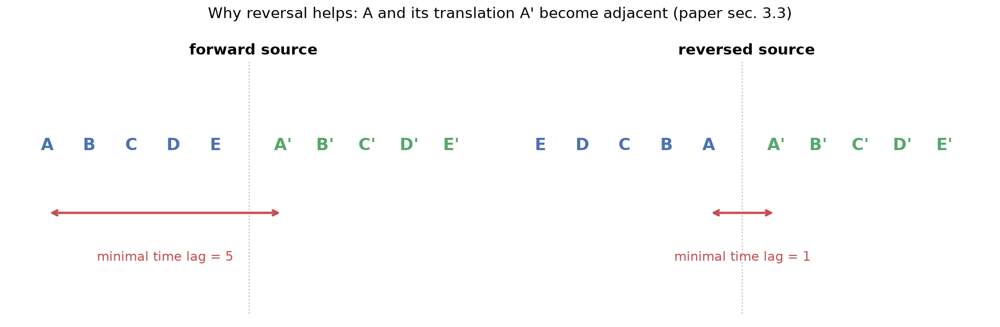 Why reversal helps: A and its translation A' become adjacent (paper sec. 3.3)
forward source
A B C D E A' B' C' D' E'
minimal time lag = 5
reversed source
E D C B A A' B' C' D' E'
minimal time lag = 1